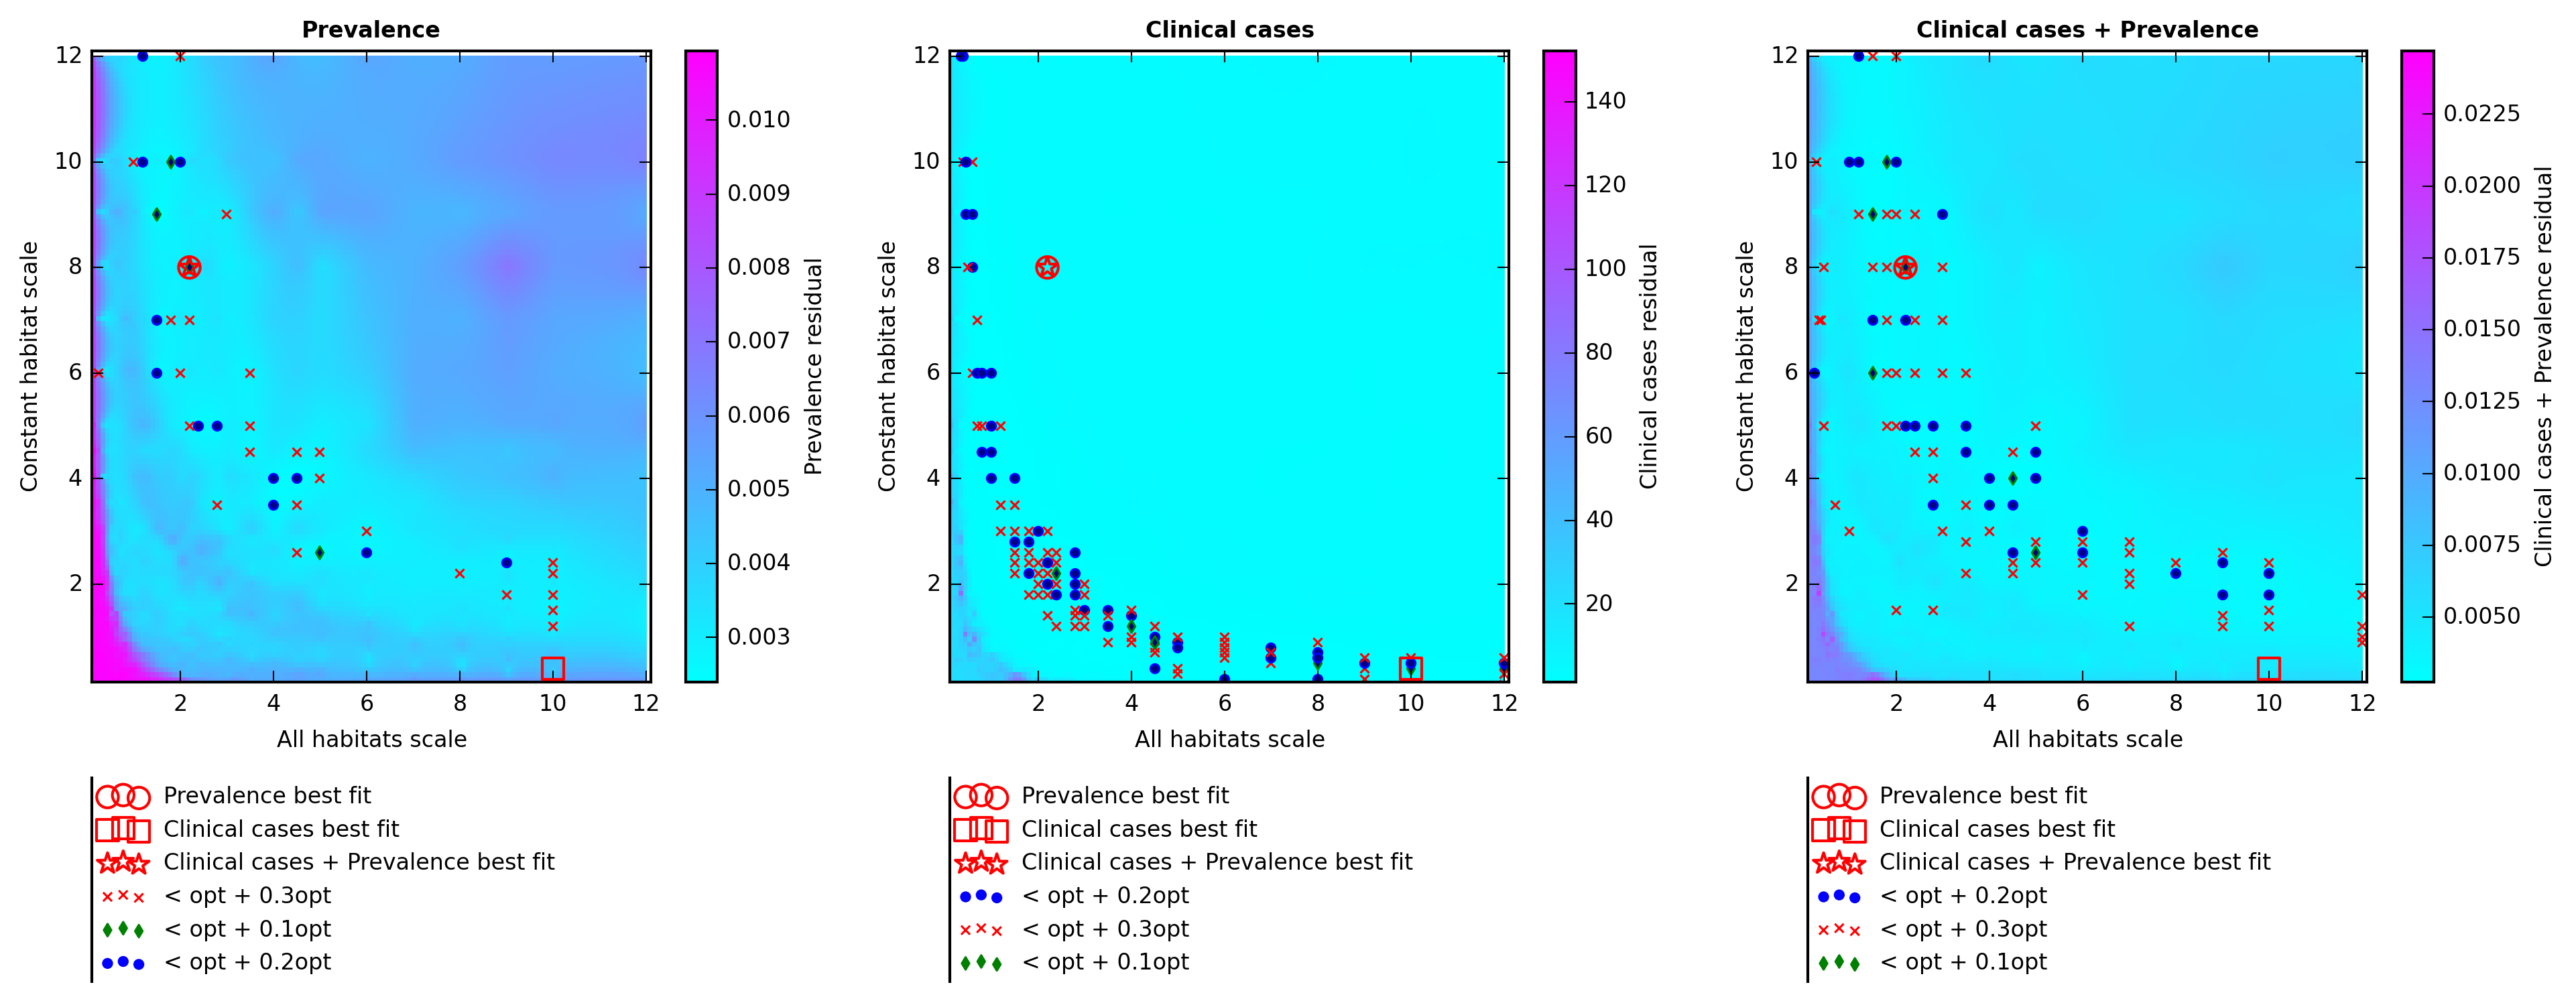 Prevalence
Clinical cases
Clinical cases + Prevalence
12
10
8
6
4
2
2
4
6
8
10
12
Constant habitat scale
All habitats scale
0.010
0.009
0.008
0.007
0.006
0.005
0.004
0.003
Prevalence residual
12
10
8
6
4
2
2
4
6
8
10
12
Constant habitat scale
All habitats scale
140
120
100
80
60
40
20
Clinical cases residual
12
10
8
6
4
2
2
4
6
8
10
12
Constant habitat scale
All habitats scale
0.0225
0.0200
0.0175
0.0150
0.0125
0.0100
0.0075
0.0050
Clinical cases + Prevalence residual
Prevalence best fit
Clinical cases best fit
Clinical cases + Prevalence best fit
< opt + 0.3opt
< opt + 0.1opt
< opt + 0.2opt
Prevalence best fit
Clinical cases best fit
Clinical cases + Prevalence best fit
< opt + 0.2opt
< opt + 0.3opt
< opt + 0.1opt
Prevalence best fit
Clinical cases best fit
Clinical cases + Prevalence best fit
< opt + 0.2opt
< opt + 0.3opt
< opt + 0.1opt